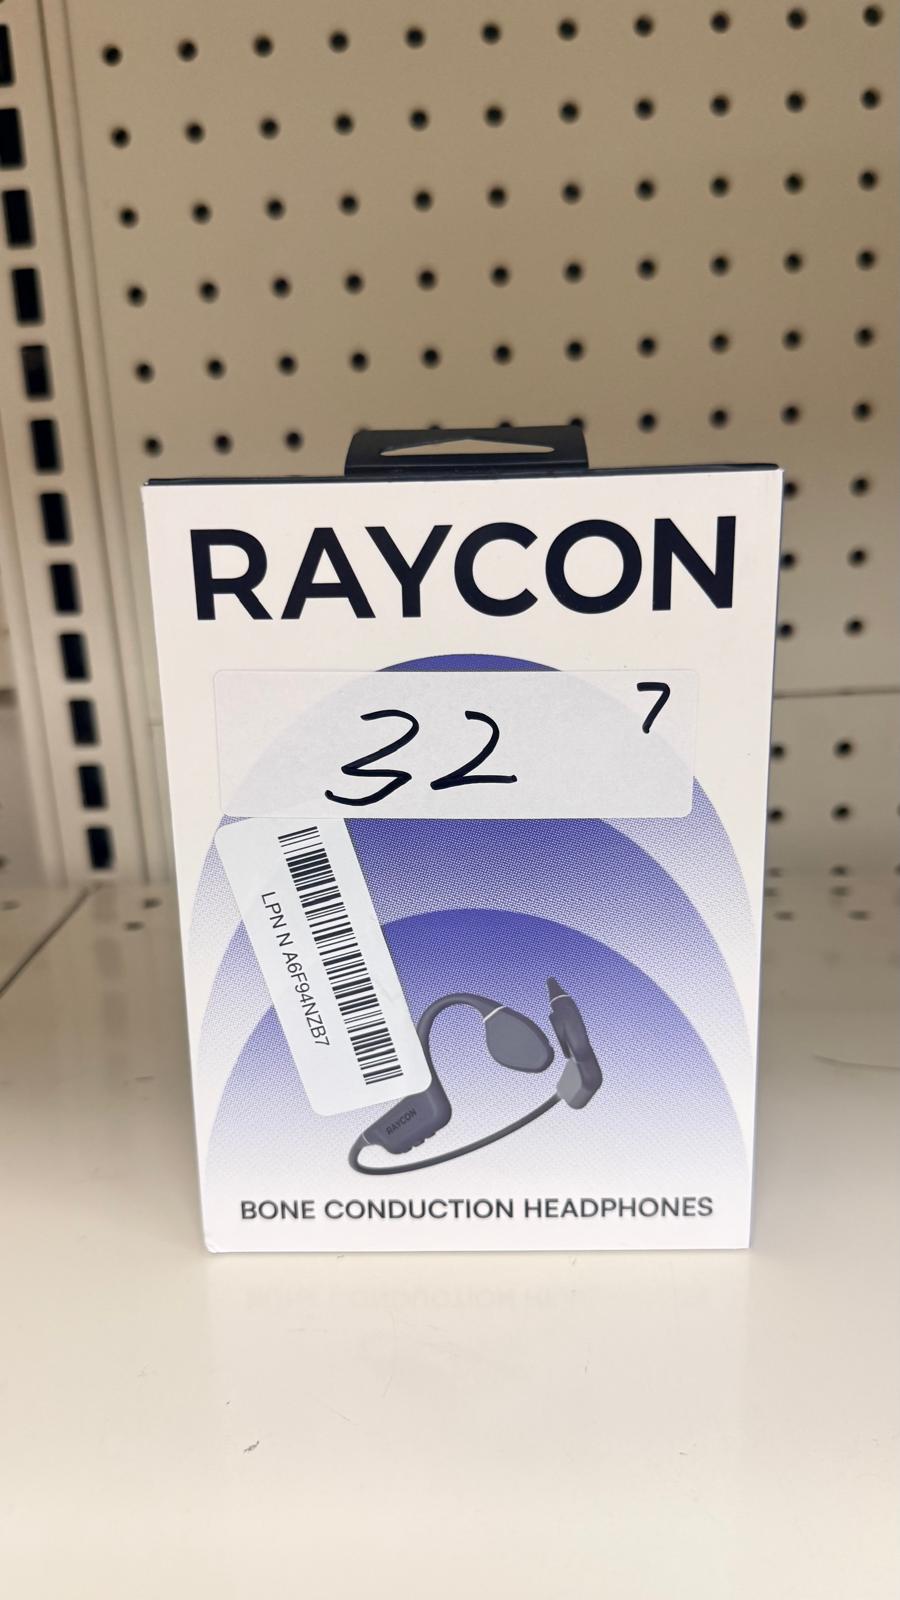 RAYCON
32 7
LPN N A6F94NZB7
RAYCON
BONE CONDUCTION HEADPHONES